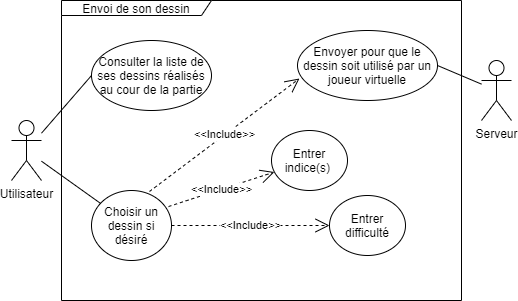 Envoi de son dessin
Consulter la liste de
ses dessins réalisés
au cour de la partie
Envoyer pour que le
dessin soit utilisé par un
joueur virtuelle
<<Include>>
Serveur
Entrer
indice(s)
<<Include>>
Utilisateur
Choisir un
dessin si
désiré
<<Include>>
Entrer
difficulté